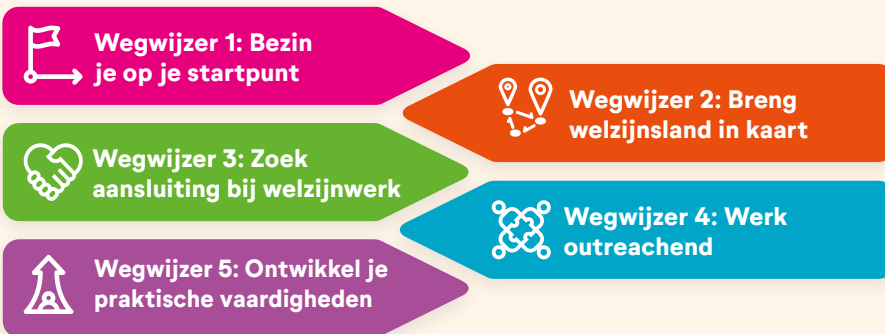 Wegwijzer 1: Bezin
je op je startpunt
Wegwijzer 2: Breng
welzijnsland in kaart
Wegwijzer 3: Zoek
aansluiting bij welzijnwerk
Wegwijzer 4: Werk
outreachend
Wegwijzer 5: Ontwikkel je
praktische vaardigheden